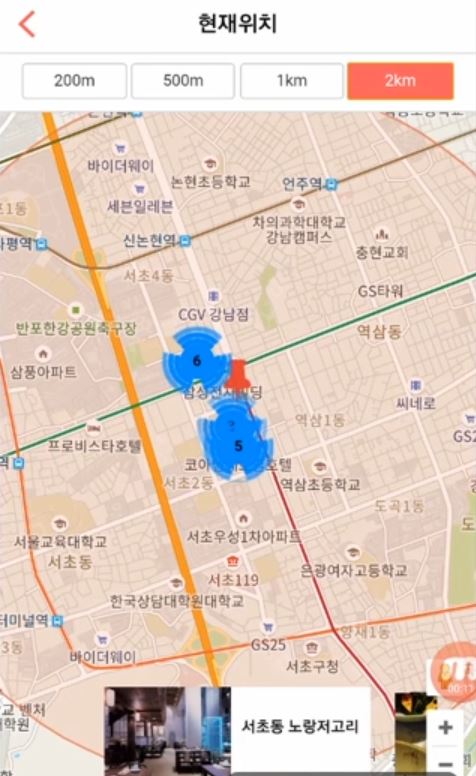 현재위치
200m
500m
1km
2km
바이더웨이
논현초등학교
언주역
세븐일레븐
차의과학대학교
강남캠퍼스
신논현역
충현교회
서초4동
GS타워
CGV 강남점
반포한강공원축구장
역삼동
6
삼풍아파트
씨네로
역삼1동
프로비스타호텔
5
서초2동
역삼초등학교
도곡1동
서울교육대학교
서초우성1차아파트
서초동
은광여자고등학교
서초119
한국상담대학원대학교
터미널역
양재1동
GS25
바이더웨이
서초구청
서초동 노랑저고리
+
−